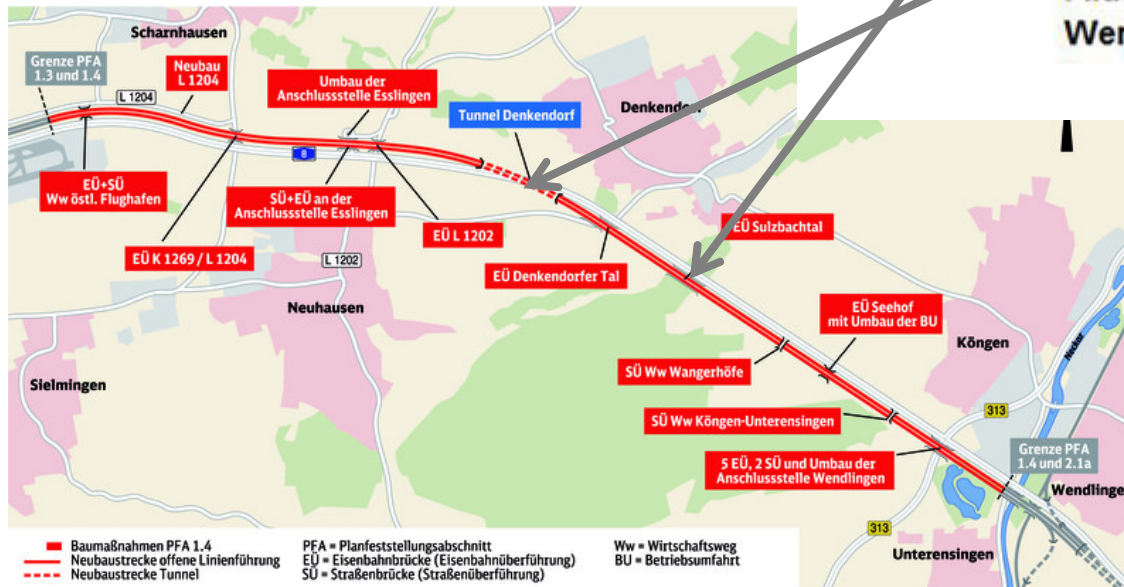 Wer
Scharnhausen
Grenze PFA
1.3 und 1.4
Neubau
L 1204
L 1204
Umbau der
Anschlussstelle Esslingen
Tunnel Denkendorf
Denkendorf
8
EÜ+SÜ
Ww östl. Flughafen
SÜ+EÜ an der
Anschlussstelle Esslingen
EÜ L 1202
EÜ K 1269 / L 1204
L 1202
EÜ Sulzbachtal
EÜ Denkendorfer Tal
Neuhausen
EÜ Seehof
mit Umbau der BU
Köngen
Neckar
Sielmingen
SÜ Ww Wangerhöfe
313
SÜ Ww Köngen-Unterensingen
5 EÜ, 2 SÜ und Umbau der
Anschlussstelle Wendlingen
Grenze PFA
1.4 und 2.1a
Wendlinge
313
Unterensingen
Baumaßnahmen PFA 1.4
Neubaustrecke offene Linienführung
Neubaustrecke Tunnel
PFA = Planfeststellungsabschnitt
EÜ = Eisenbahnbrücke (Eisenbahnüberführung)
SÜ = Straßenbrücke (Straßenüberführung)
Ww = Wirtschaftsweg
BU = Betriebsumfahrt